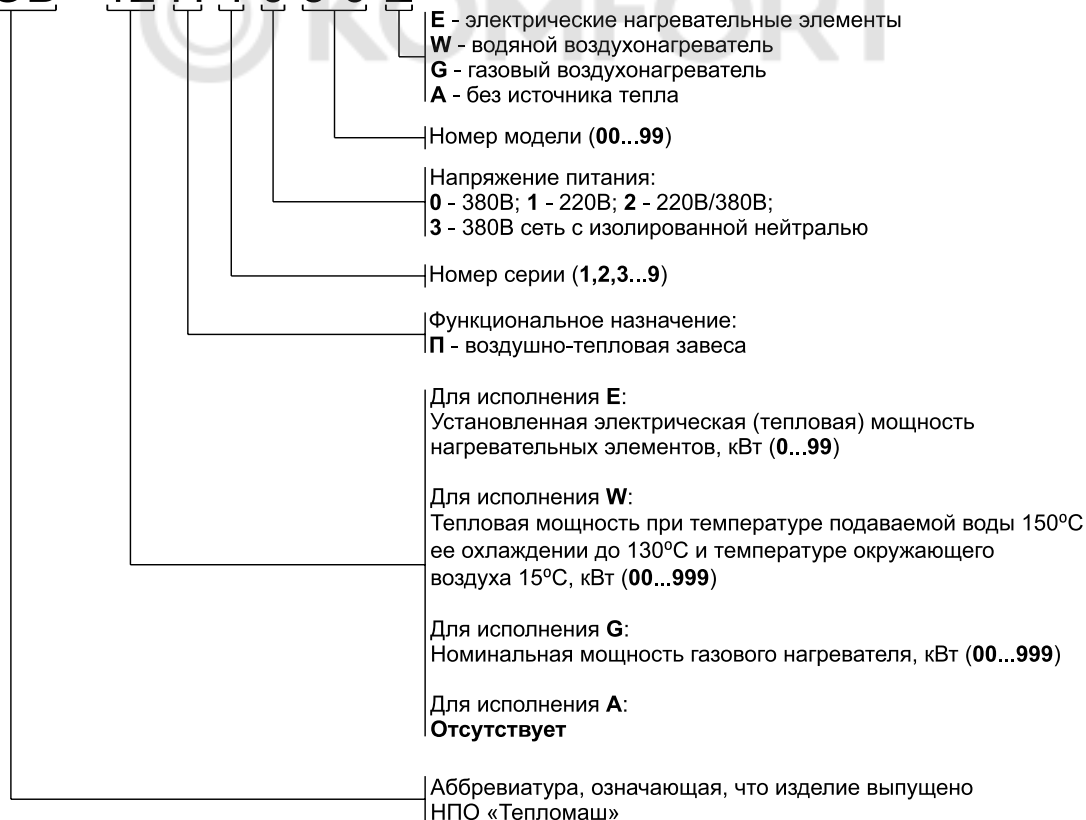 KOMFORT
E - электрические нагревательные элементы
W - водяной воздухонагреватель
G - газовый воздухонагреватель
A - без источника тепла
Номер модели (00...99)
Напряжение питания:
0 - 380В; 1 - 220В; 2 - 220В/380В;
3 - 380В сеть с изолированной нейтралью
Номер серии (1,2,3...9)
Функциональное назначение:
П - воздушно-тепловая завеса
Для исполнения E:
Установленная электрическая (тепловая) мощность
нагревательных элементов, кВт (0...99)
Для исполнения W:
Тепловая мощность при температуре подаваемой воды 150⁰С
ее охлаждении до 130⁰С и температуре окружающего
воздуха 15⁰С, кВт (00...999)
Для исполнения G:
Номинальная мощность газового нагревателя, кВт (00...999)
Для исполнения A:
Отсутствует
Аббревиатура, означающая, что изделие выпущено
НПО «Тепломаш»